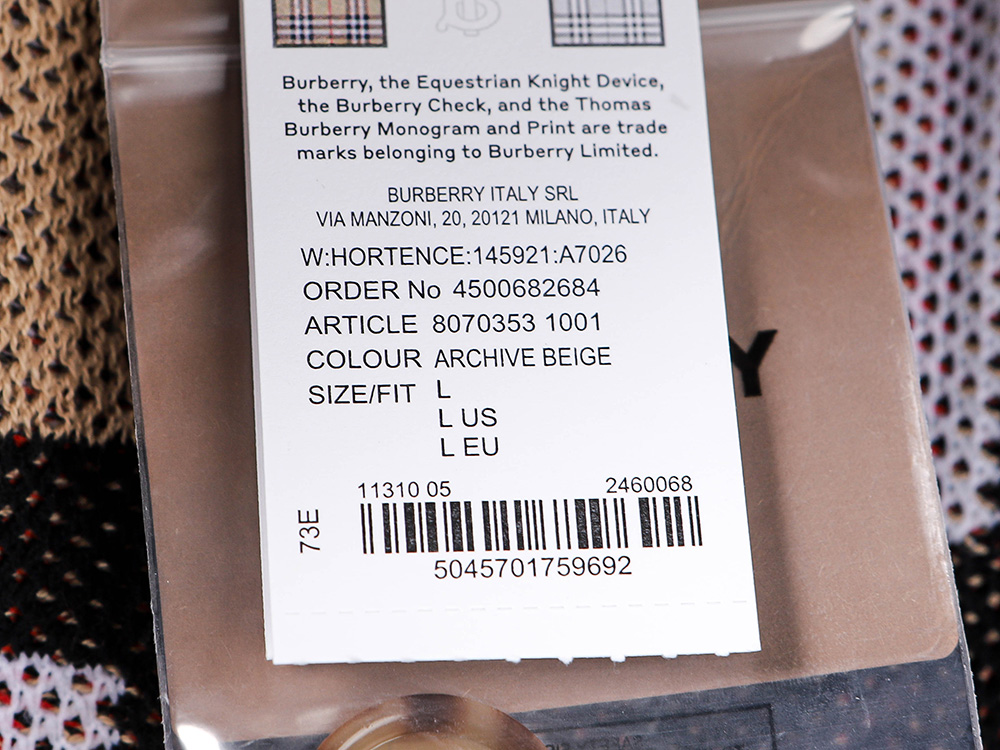 Burberry, the Equestrian Knight Device,
the Burberry Check, and the Thomas
Burberry Monogram and Print are trade
marks belonging to Burberry Limited.
BURBERRY ITALY SRL
VIA MANZONI, 20, 20121 MILANO, ITALY
W:HORTENCE:145921:A7026
ORDER No 4500682684
ARTICLE 8070353 1001
COLOUR ARCHIVE BEIGE
SIZE/FIT L
L US
L EU
11310 05 2460068
73E
5045701759692
Y